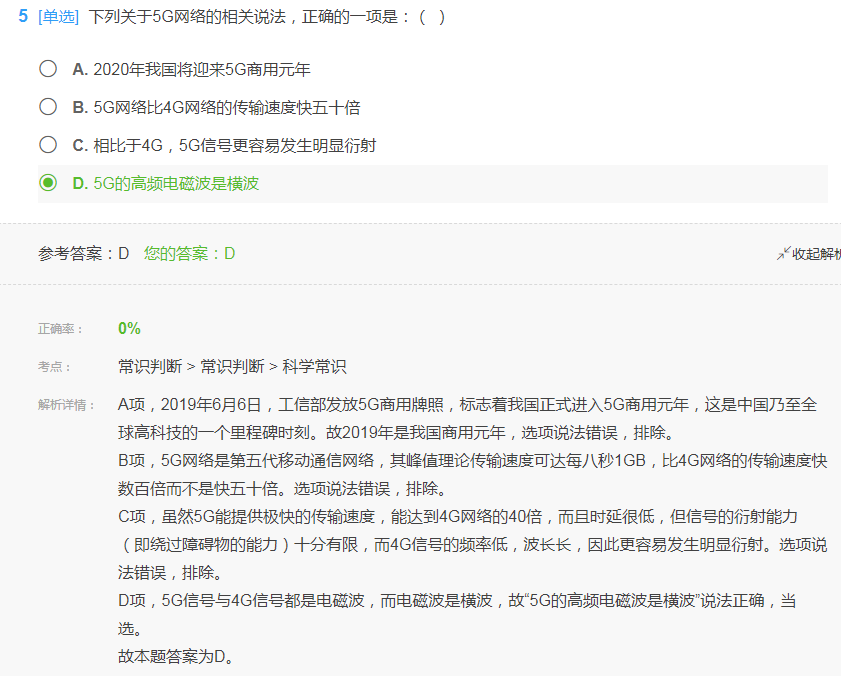 5 [单选] 下列关于5G网络的相关说法，正确的一项是：（ ）
A. 2020年我国将迎来5G商用元年
B. 5G网络比4G网络的传输速度快五十倍
C. 相比于4G，5G信号更容易发生明显衍射
D. 5G的高频电磁波是横波
参考答案：D 您的答案：D 收起解析
正确率： 0%
考点： 常识判断 > 常识判断 > 科学常识
解析详情： A项，2019年6月6日，工信部发放5G商用牌照，标志着我国正式进入5G商用元年，这是中国乃至全
球高科技的一个里程碑时刻。故2019年是我国商用元年，选项说法错误，排除。
B项，5G网络是第五代移动通信网络，其峰值理论传输速度可达每八秒1GB，比4G网络的传输速度快
数百倍而不是快五十倍。选项说法错误，排除。
C项，虽然5G能提供极快的传输速度，能达到4G网络的40倍，而且时延很低，但信号的衍射能力
（即绕过障碍物的能力）十分有限，而4G信号的频率低，波长长，因此更容易发生明显衍射。选项说
法错误，排除。
D项，5G信号与4G信号都是电磁波，而电磁波是横波，故“5G的高频电磁波是横波”说法正确，当
选。
故本题答案为D。